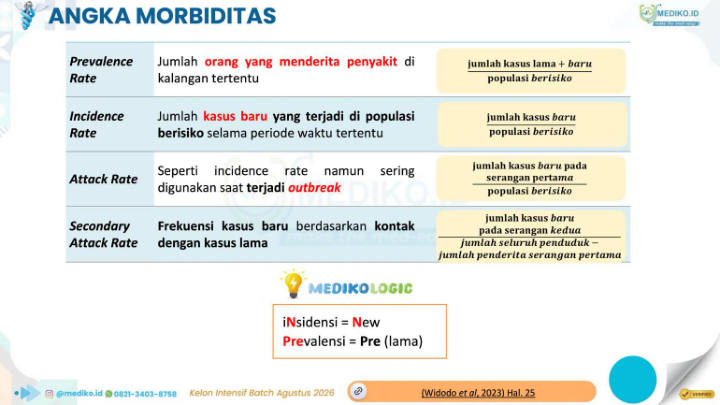 ANGKA MORBIDITAS
MEDIKO.ID
Prevalence
Rate
Jumlah orang yang menderita penyakit di
kalangan tertentu
jumlah kasus lama + baru
populasi berisiko
Incidence
Rate
Jumlah kasus baru yang terjadi di populasi
berisiko selama periode waktu tertentu
jumlah kasus baru
populasi berisiko
Attack Rate
Seperti incidence rate namun sering
digunakan saat terjadi outbreak
jumlah kasus baru pada
serangan pertama
populasi berisiko
Secondary
Attack Rate
Frekuensi kasus baru berdasarkan kontak
dengan kasus lama
jumlah kasus baru
pada serangan kedua
jumlah seluruh penduduk −
jumlah penderita serangan pertama
MEDIKO.ID
MEDIKOLOGIC
iNsidensi = New
Prevalensi = Pre (lama)
@mediko.id
0821-3403-8758
Kelon Intensif Batch Agustus 2026
(Widodo et al, 2023) Hal. 25